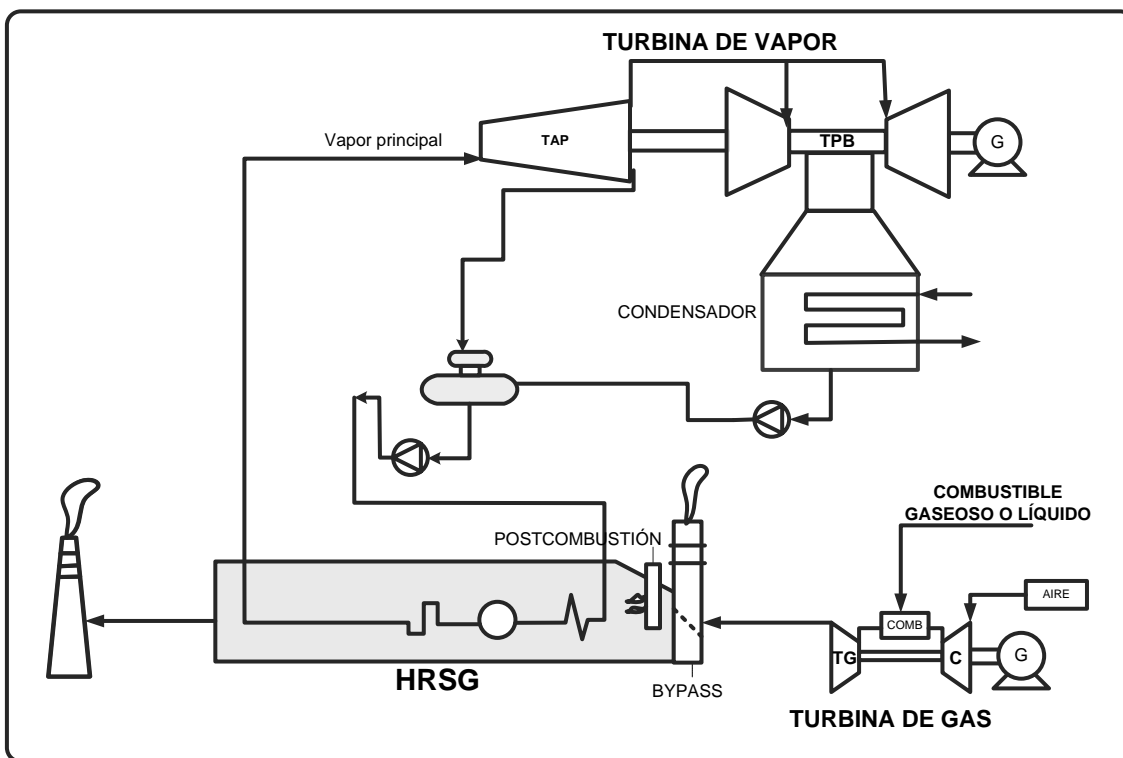 TURBINA DE VAPOR
Vapor principal
TAP
TPB
G
CONDENSADOR
COMBUSTIBLE
GASEOSO O LÍQUIDO
POSTCOMBUSTIÓN
AIRE
COMB
TG
C
G
HRSG
BYPASS
TURBINA DE GAS